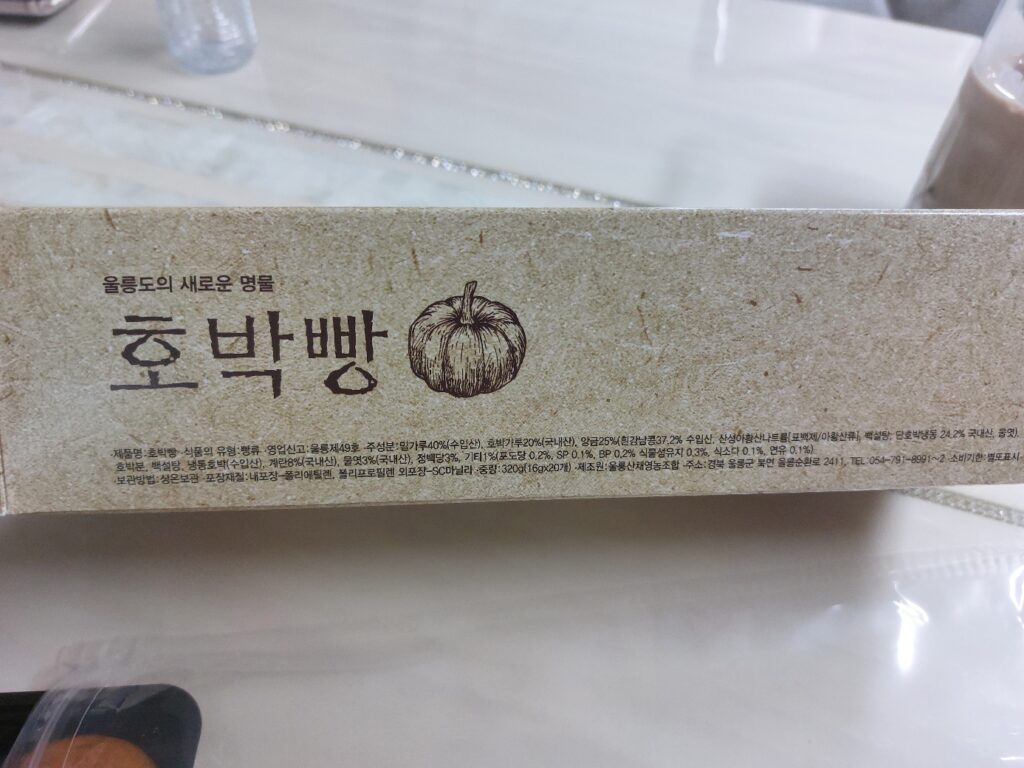 울릉도의 새로운 명물
호박빵
제품명:호박빵 · 식품의 유형:빵류 · 영업신고:울릉제49호 · 주성분:밀가루40%(수입산), 호박가루20%(국내산), 앙금25%(흰강낭콩37.2% 수입산, 산성아황산나트륨[표백제/아황산류], 백설탕, 단호박냉동 24.2% 국내산, 물엿),
호박분, 백설탕, 냉동호박(수입산), 계란8%(국내산), 물엿3%(국내산), 정백당3%, 기타1%(포도당 0.2%, SP 0.1%, BP 0.2% 식물성유지 0.3%, 식소다 0.1%, 연유 0.1%)
·보관방법:상온보관 · 포장재질:내포장-폴리에틸렌, 폴리프로필렌 외포장-SC마닐라 · 중량:320g(16gx20개) · 제조원:울릉산채영농조합 · 주소:경북 울릉군 북면 울릉순환로 2411, TEL:054-791-8991~2 · 소비기한:별도표시